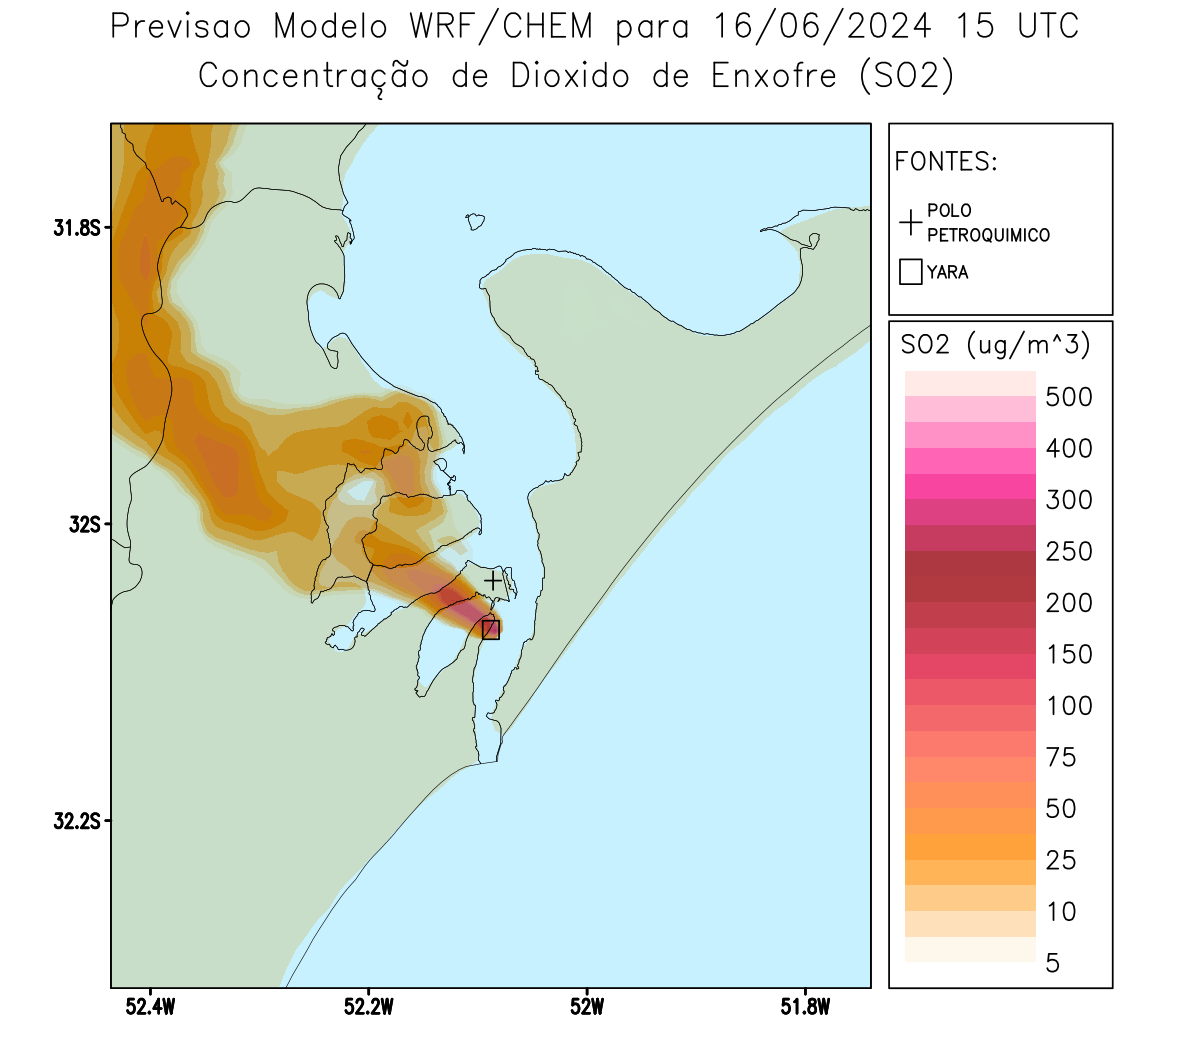 Previsao Modelo WRF/CHEM para 16/06/2024 15 UTC
Concentração de Dioxido de Enxofre (SO2)
FONTES:
POLO
PETROQUIMICO
YARA
31.8S
32S
32.2S
52.4W
52.2W
52W
51.8W
SO2 (ug/m^3)
500
400
300
250
200
150
100
75
50
25
10
5